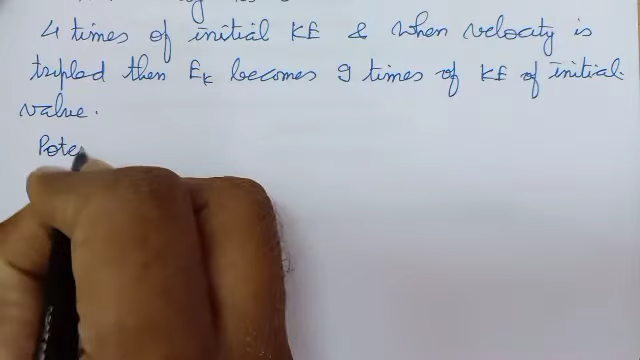 4 times of initial KE & when velocity is
tripled then Ek becomes 9 times of KE of initial
value.
Pote